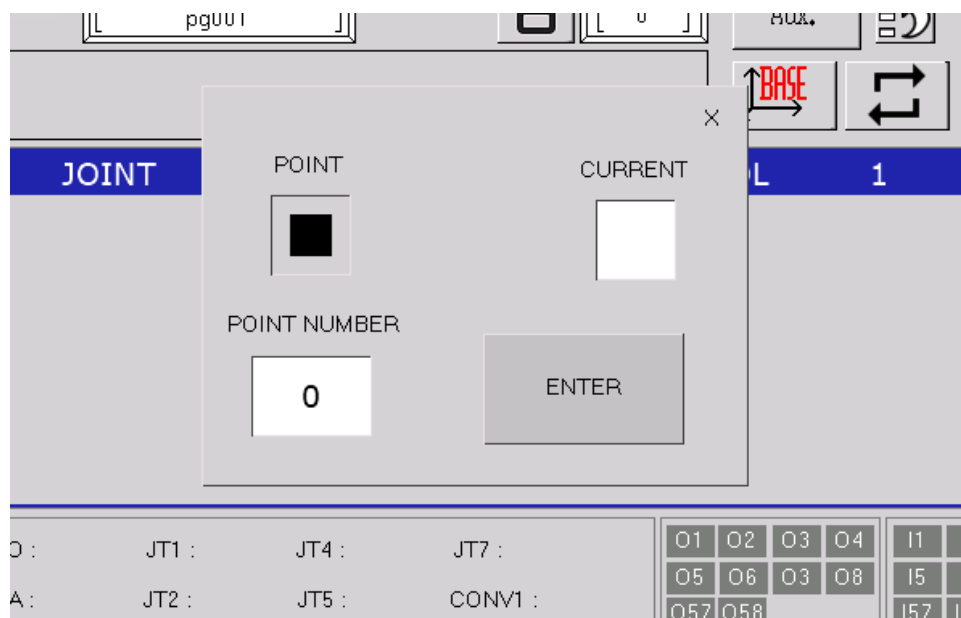 pg001
Aux.
BASE
JOINT
1
X
POINT
CURRENT
POINT NUMBER
0
ENTER
JT1 :
JT4 :
JT7 :
O1 O2 O3 O4
I1
A :
JT2 :
JT5 :
CONV1 :
O5 O6 O3 O8
I5
O57 O58
I57